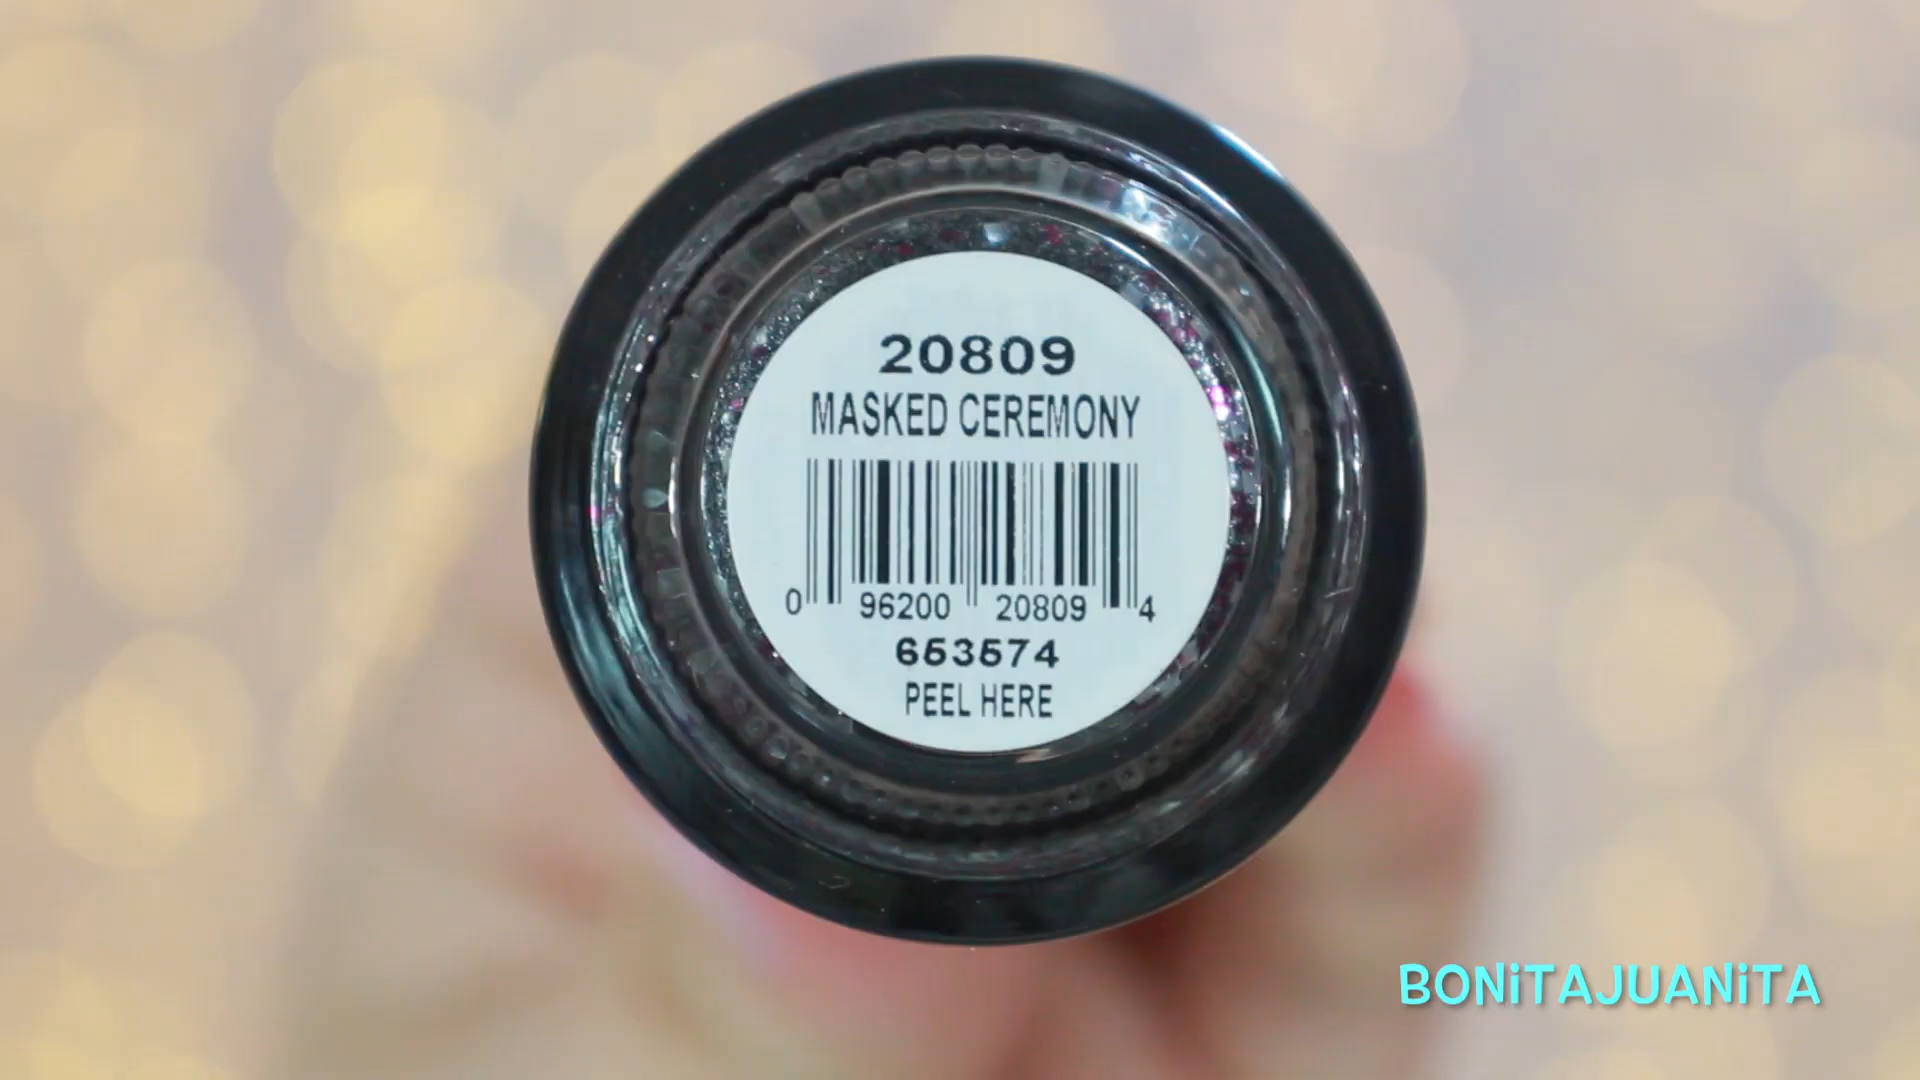 20809
MASKED CEREMONY
0 96200 20809 4
653574
PEEL HERE
BONiTAJUANiTA